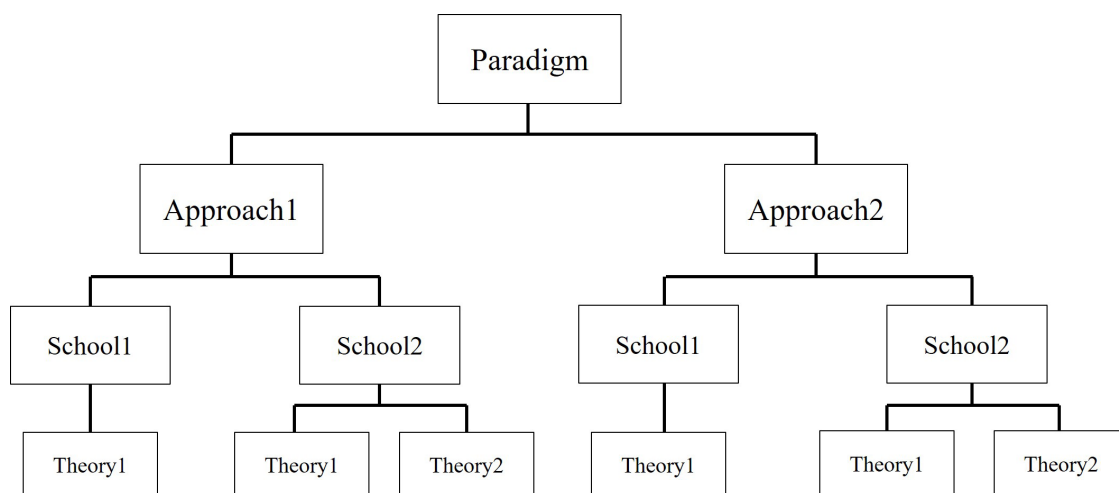 Paradigm
Approach1
Approach2
School1
School2
School1
School2
Theory1
Theory1
Theory2
Theory1
Theory1
Theory2